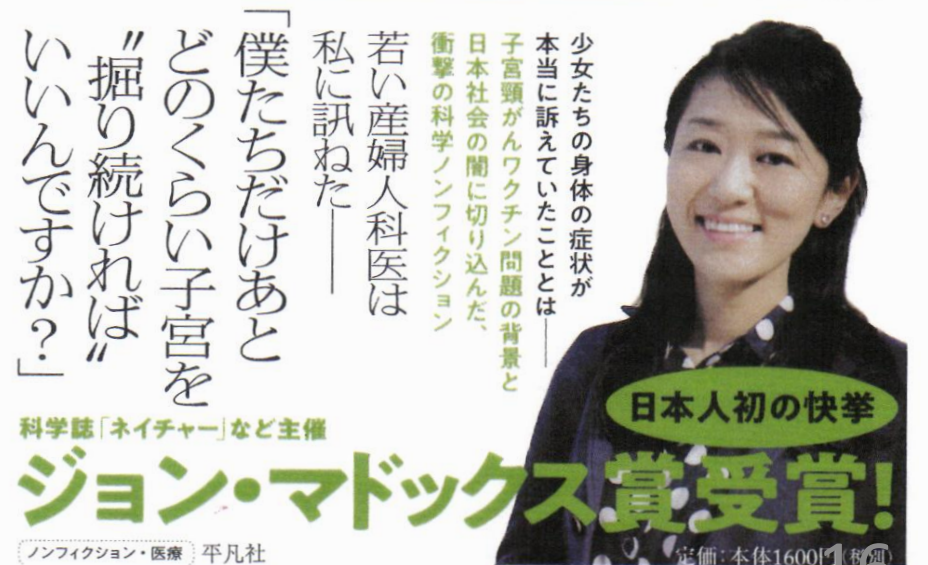 少女たちの身体の症状が
本当に訴えていたこととは――
子宮頸がんワクチン問題の背景と
日本社会の闇に切り込んだ、
衝撃の科学ノンフィクション
若い産婦人科医は
私に訊ねた――
「僕たちだけあと
どのくらい子宮を
〝掘り続ければ〟
いいんですか?」
日本人初の快挙
科学誌「ネイチャー」など主催
ジョン・マドックス賞受賞!
ノンフィクション・医療 平凡社
定価:本体1600円(税別)
16